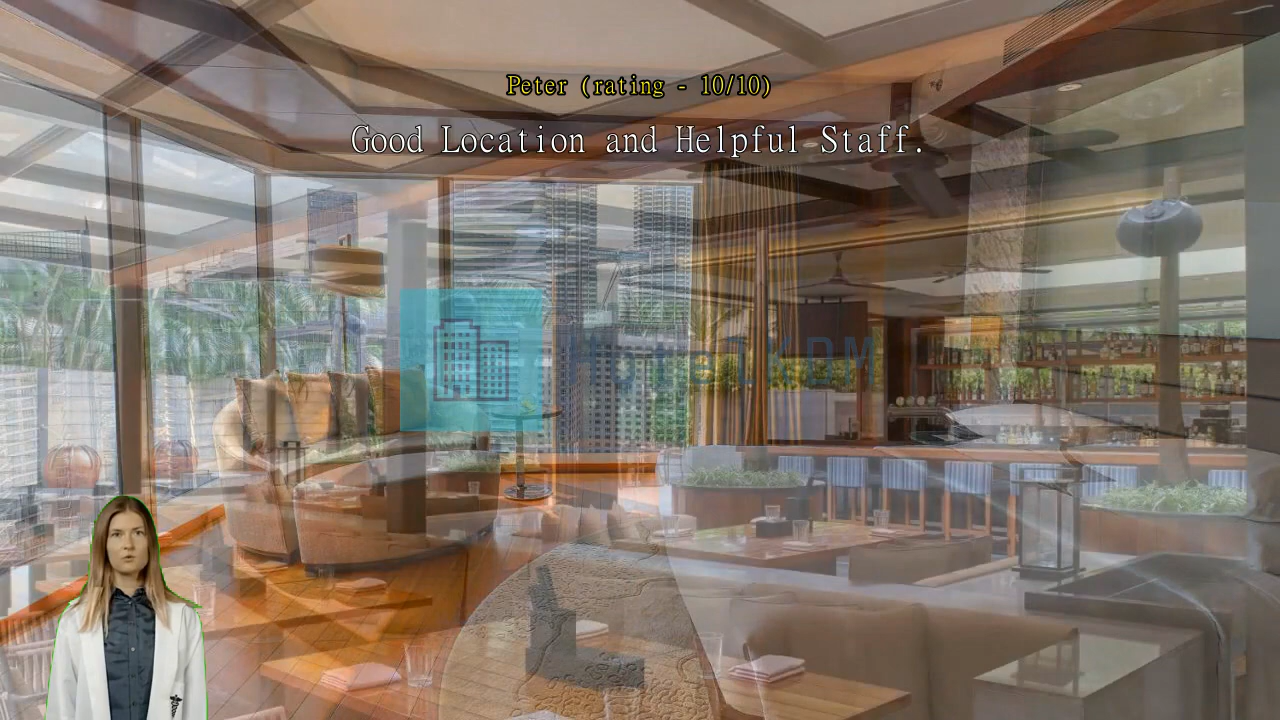 Peter (rating - 10/10)
Good Location and Helpful Staff.